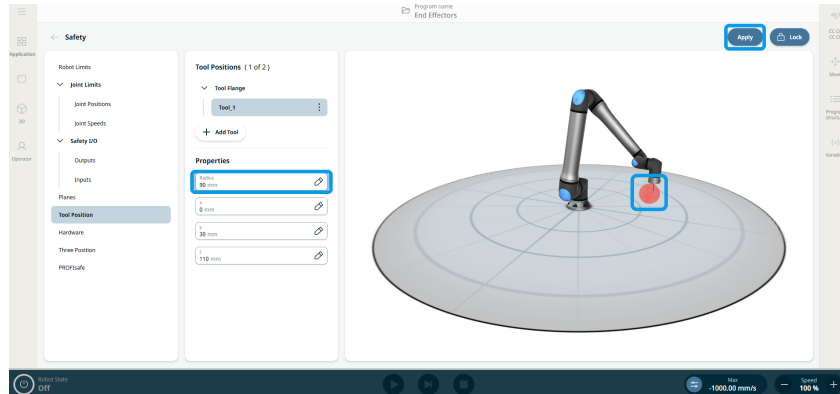 Program name
End Effectors
Safety
Apply
Lock
Application
3D
Operator
Robot Limits
Joint Limits
Joint Positions
Joint Speeds
Safety I/O
Outputs
Inputs
Planes
Tool Position
Hardware
Three Position
PROFIsafe
Tool Positions ( 1 of 2 )
Tool Flange
Tool_1
+ Add Tool
Properties
Radius
90 mm
X
0 mm
Y
30 mm
Z
110 mm
Move
Robot State
Off
Max
-1000.00 mm/s
Speed
100 %